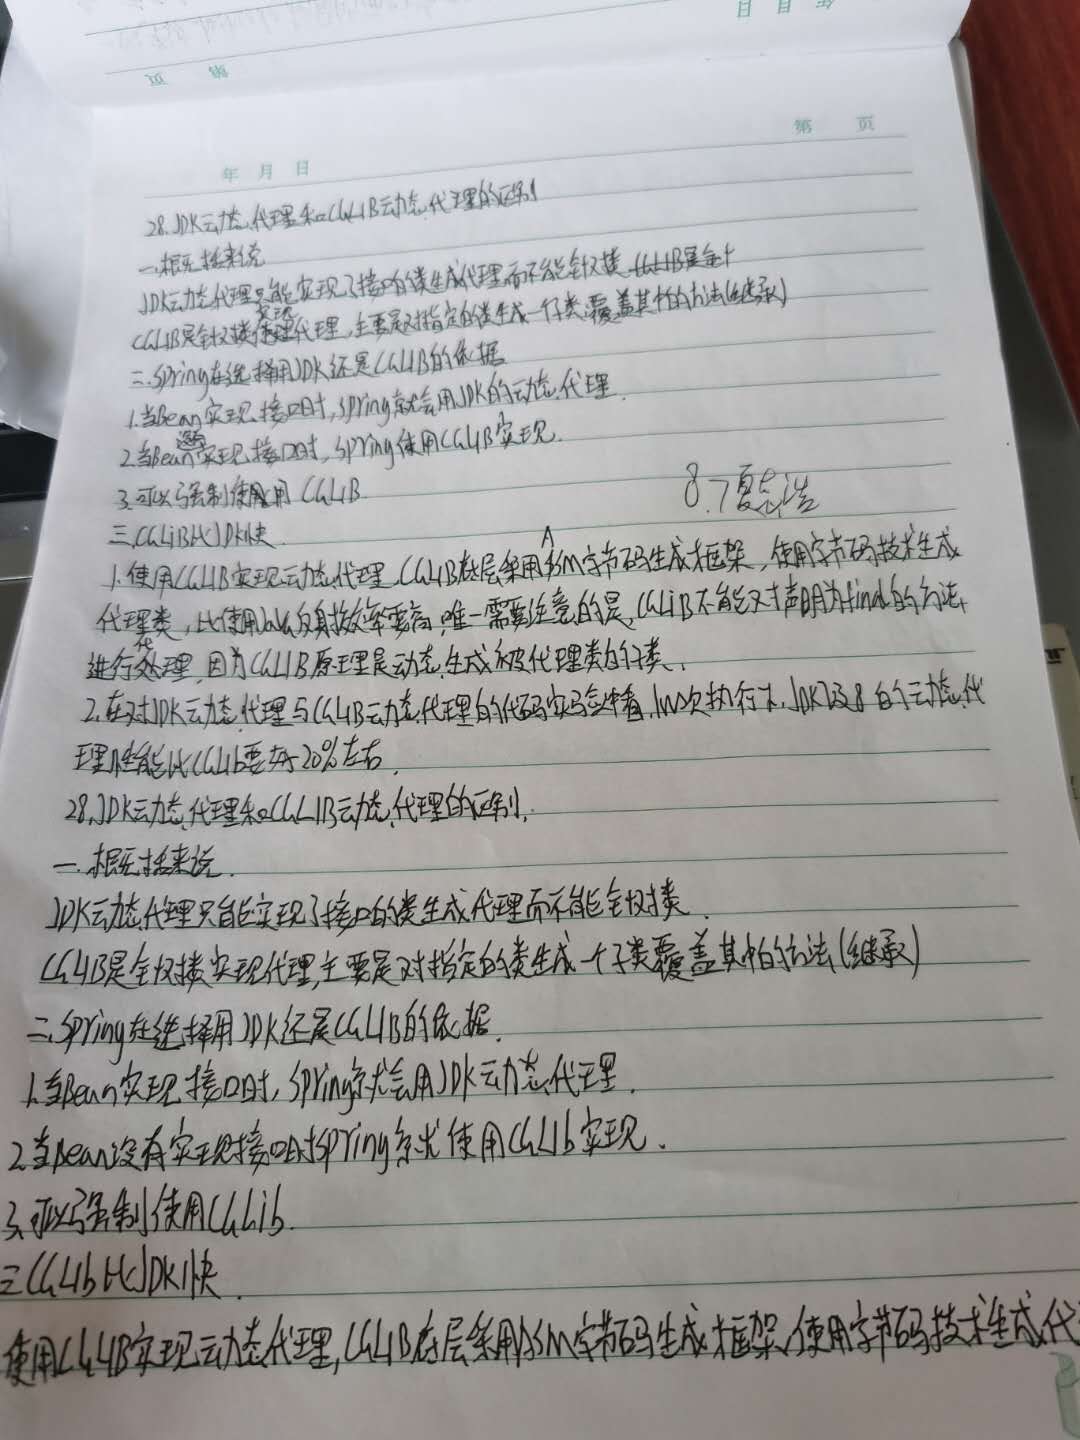 年 月 日
第 页
第 页
年 月 日
28.JDK动态代理和CGLIB动态代理的区别
一.概括来说
JDK动态代理只能实现了接口的类生成代理而不能针对类.CGLIB是针
CGLIB是针对类实现代理,主要是对指定的类生成一个子类,覆盖其中的方法(继承)
二.Spring在选择用JDK还是CGLIB的依据
1.当Bean实现接口时,Spring就会用JDK的动态代理.
2.当Bean没有实现接口时,Spring使用CGLIB实现.
3.可以强制使用用CGLIB
8.7夏志浩
三.CGLiB比JDK快
1.使用CGLIB实现动态代理,CGLIB底层采用ASM字节码生成框架,使用字节码技术生成
代理类,比使用Java反射效率要高,唯一需要注意的是,CGLiB不能对声明为final的方法
进行代理,因为CGLIB原理是动态生成被代理类的子类.
2.在对JDK动态代理与CGLIB动态代理的代码实验中看,1W次执行下,JDK7及8的动态代
理性能比CGLib要好20%左右.
28.JDK动态代理和CGLIB动态代理的区别.
一.概括来说.
JDK动态代理只能实现了接口的类生成代理而不能针对类.
CGLIB是针对类实现代理,主要是对指定的类生成一个子类覆盖其中的方法(继承)
二.Spring在选择用JDK还是CGLIB的依据.
1.当Bean实现接口时,Spring就会用JDK动态代理.
2.当Bean没有实现接口时Spring就使用CGLIb实现.
3.可以强制使用CGLib.
三CGLIb比JDK快.
使用CGLIB实现动态代理,CGLIB底层采用ASM字节码生成框架,使用字节码技术生成代